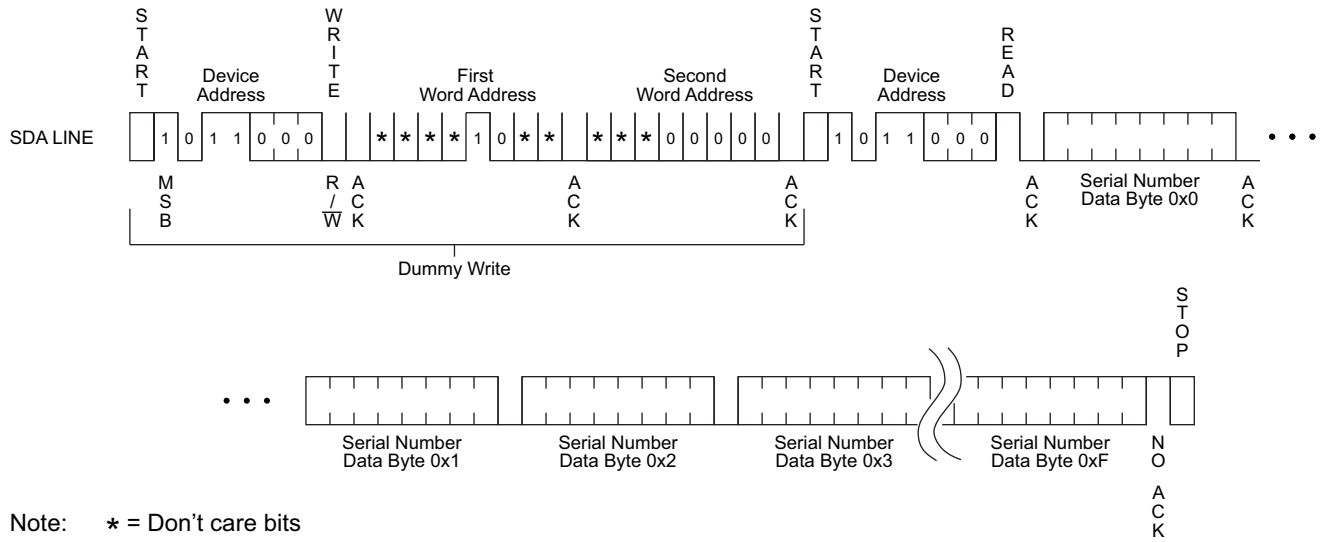 START
WRITE
START
READ
Device
Address
First
Word Address
Second
Word Address
Device
Address
SDA LINE
1 0 1 1 0 0 0 * * * * 1 0 * * * * * 0 0 0 0 0 1 0 1 1 0 0 0 • • •
MSB
R/W
ACK
ACK
ACK
ACK
Serial Number
Data Byte 0x0
ACK
Dummy Write
STOP
• • •
Serial Number
Data Byte 0x1
Serial Number
Data Byte 0x2
Serial Number
Data Byte 0x3
Serial Number
Data Byte 0xF
NO ACK
Note: * = Don't care bits